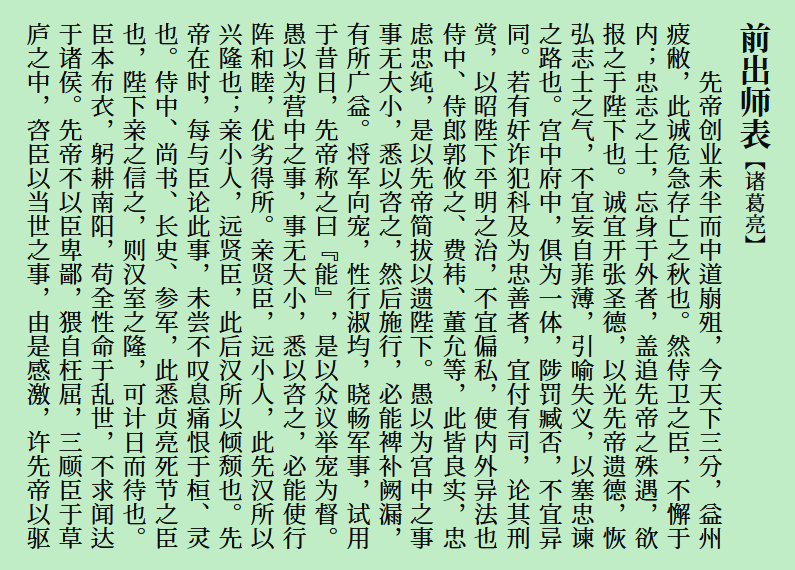 前出师表【诸葛亮】
先帝创业未半而中道崩殂，今天下三分，益州
疲敝，此诚危急存亡之秋也。然侍卫之臣，不懈于
内；忠志之士，忘身于外者，盖追先帝之殊遇，欲
报之于陛下也。诚宜开张圣德，以光先帝遗德，恢
弘志士之气，不宜妄自菲薄，引喻失义，以塞忠谏
之路也。宫中府中，俱为一体，陟罚臧否，不宜异
同。若有奸诈犯科及为忠善者，宜付有司，论其刑
赏，以昭陛下平明之治，不宜偏私，使内外异法也
侍中、侍郎郭攸之、费祎、董允等，此皆良实，忠
虑忠纯，是以先帝简拔以遗陛下。愚以为宫中之事
事无大小，悉以咨之，然后施行，必能裨补阙漏，
有所广益。将军向宠，性行淑均，晓畅军事，试用
于昔日，先帝称之曰『能』，是以众议举宠为督。
愚以为营中之事，事无大小，悉以咨之，必能使行
阵和睦，优劣得所。亲贤臣，远小人，此先汉所以
兴隆也；亲小人，远贤臣，此后汉所以倾颓也。先
帝在时，每与臣论此事，未尝不叹息痛恨于桓、灵
也。侍中、尚书、长史、参军，此悉贞亮死节之臣
也，陛下亲之信之，则汉室之隆，可计日而待也。
臣本布衣，躬耕南阳，苟全性命于乱世，不求闻达
于诸侯。先帝不以臣卑鄙，猥自枉屈，三顾臣于草
庐之中，咨臣以当世之事，由是感激，许先帝以驱